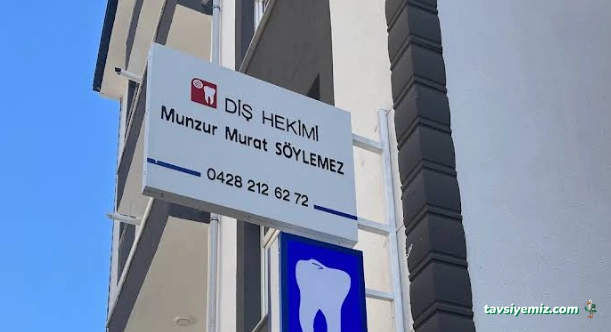 DİŞ HEKİMİ
Munzur Murat SÖYLEMEZ
0428 212 62 72
tavsiyemiz.com